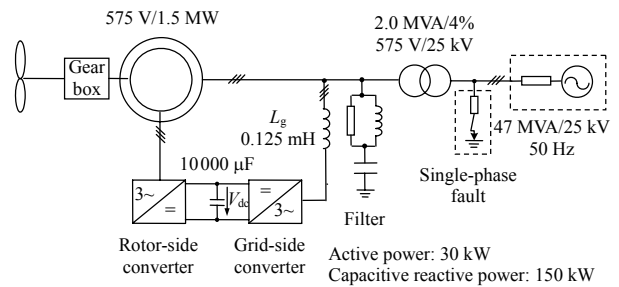 575 V/1.5 MW
2.0 MVA/4%
575 V/25 kV
Gear
box
L_g
0.125 mH
47 MVA/25 kV
50 Hz
10 000 μF
Single-phase
fault
3~
=
V_dc
=
3~
Filter
Rotor-side
converter
Grid-side
converter
Active power: 30 kW
Capacitive reactive power: 150 kW